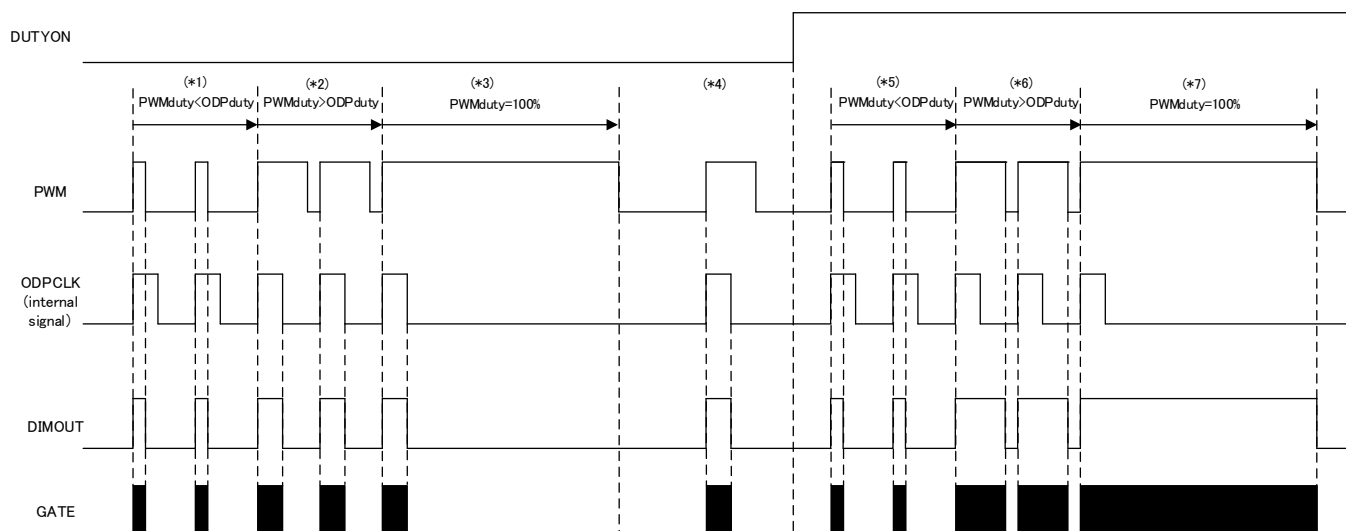 DUTYON
(*1)
PWMduty<ODPduty
(*2)
PWMduty>ODPduty
(*3)
PWMduty=100%
(*4)
(*5)
PWMduty<ODPduty
(*6)
PWMduty>ODPduty
(*7)
PWMduty=100%
PWM
ODPCLK
(internal
signal)
DIMOUT
GATE